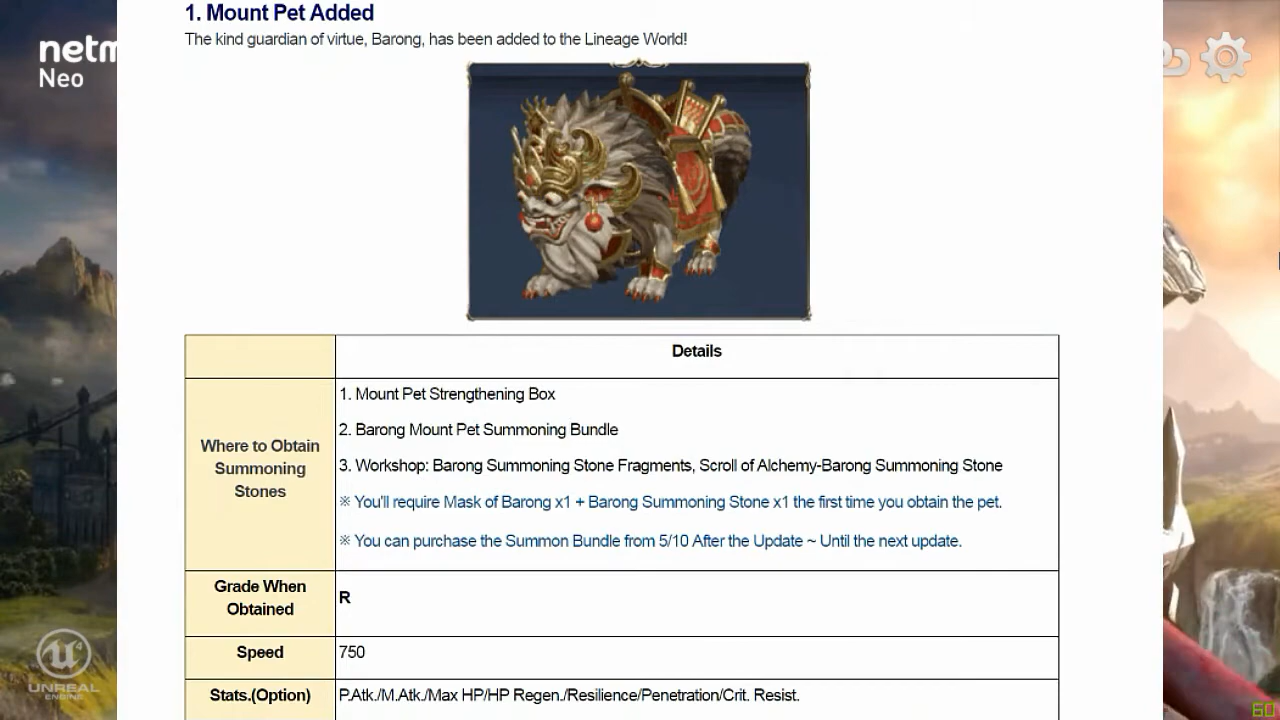 1. Mount Pet Added
The kind guardian of virtue, Barong, has been added to the Lineage World!
netm
Neo
Details
Where to Obtain
Summoning
Stones
1. Mount Pet Strengthening Box
2. Barong Mount Pet Summoning Bundle
3. Workshop: Barong Summoning Stone Fragments, Scroll of Alchemy-Barong Summoning Stone
※ You'll require Mask of Barong x1 + Barong Summoning Stone x1 the first time you obtain the pet.
※ You can purchase the Summon Bundle from 5/10 After the Update ~ Until the next update.
Grade When
Obtained
R
Speed
750
Stats.(Option)
P.Atk./M.Atk./Max HP/HP Regen./Resilience/Penetration/Crit. Resist.
UNREAL
ENGINE
60